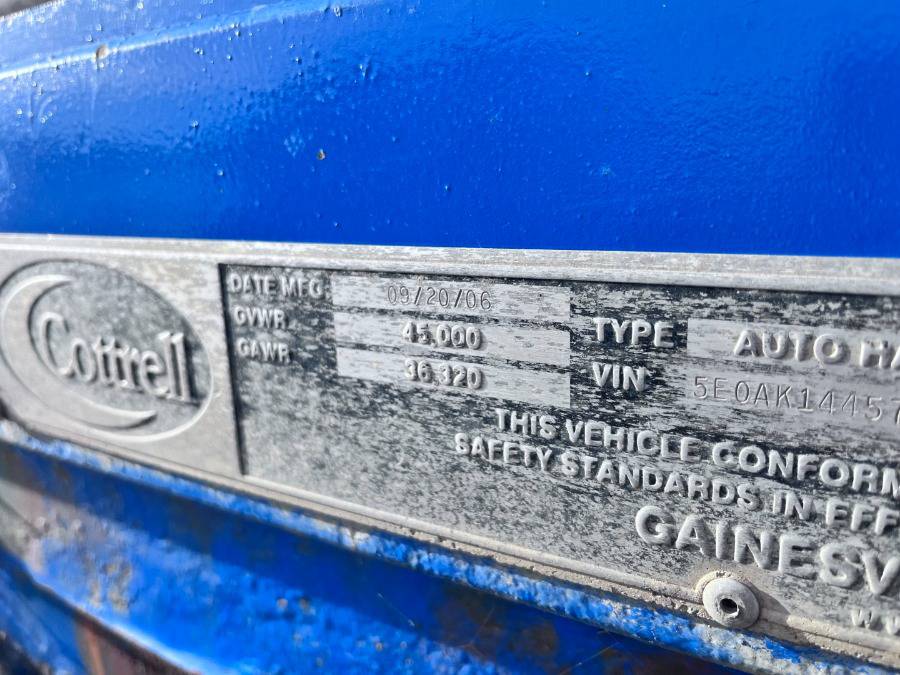 Cottrell
DATE MFG 09/20/06
GVWR 45,000
GAWR 36,320
TYPE AUTO HA
VIN 5E0AK14457
THIS VEHICLE CONFORM
SAFETY STANDARDS IN EFF
GAINESV
ww